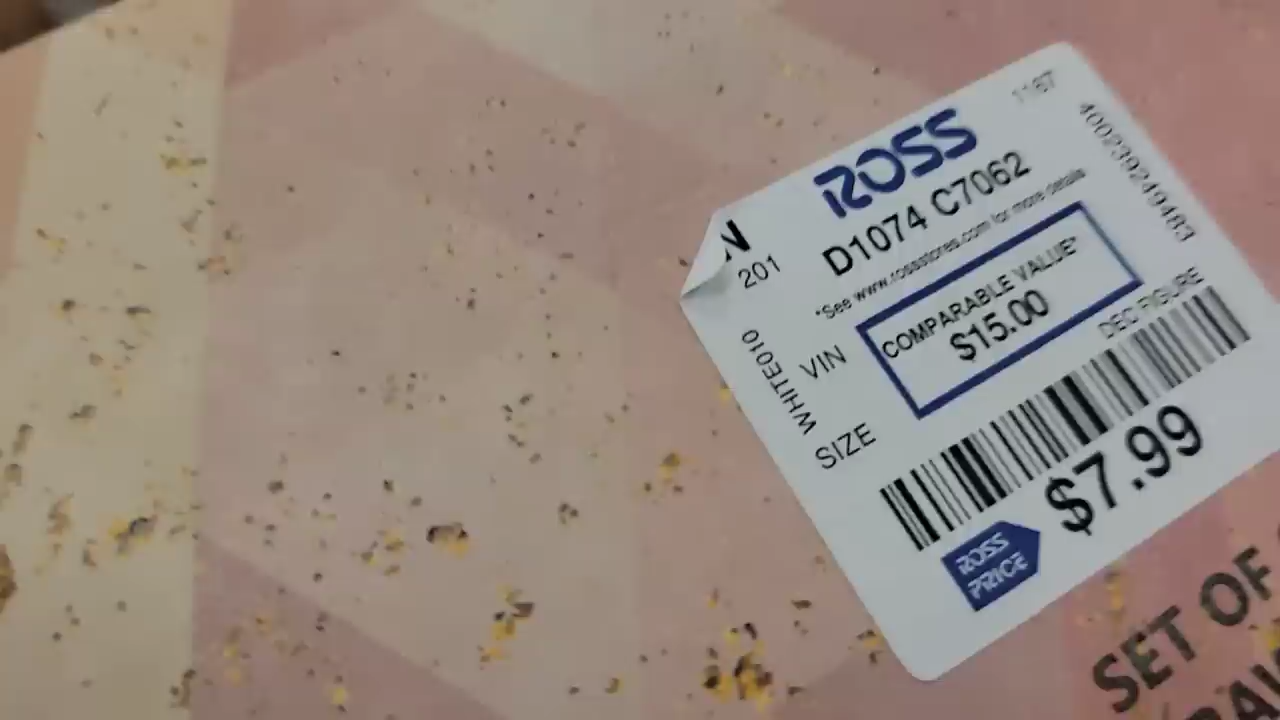 1167
ROSS
400239249483
N
201
D1074 C7062
*See www.rossstores.com for more details
COMPARABLE VALUE*
$15.00
WHITE010
VIN
DEC FIGURE
SIZE
$7.99
ROSS
PRICE
SET OF